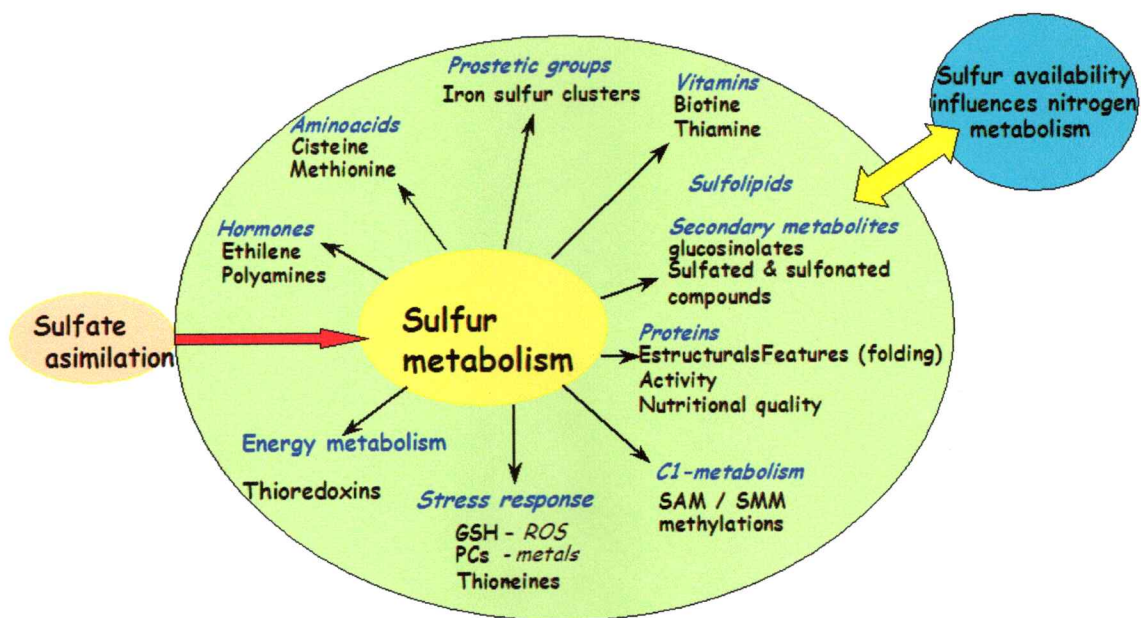 Prostetic groups
Iron sulfur clusters
Vitamins
Biotine
Thiamine
Sulfur availability
influences nitrogen
metabolism
Aminoacids
Cisteine
Methionine
Sulfolipids
Hormones
Ethilene
Polyamines
Secondary metabolites
glucosinolates
Sulfated & sulfonated
compounds
Sulfate
asimilation
Sulfur
metabolism
Proteins
EstructuralsFeatures (folding)
Activity
Nutritional quality
Energy metabolism
Thioredoxins
Stress response
GSH - ROS
PCs - metals
Thioneines
C1-metabolism
SAM / SMM
methylations